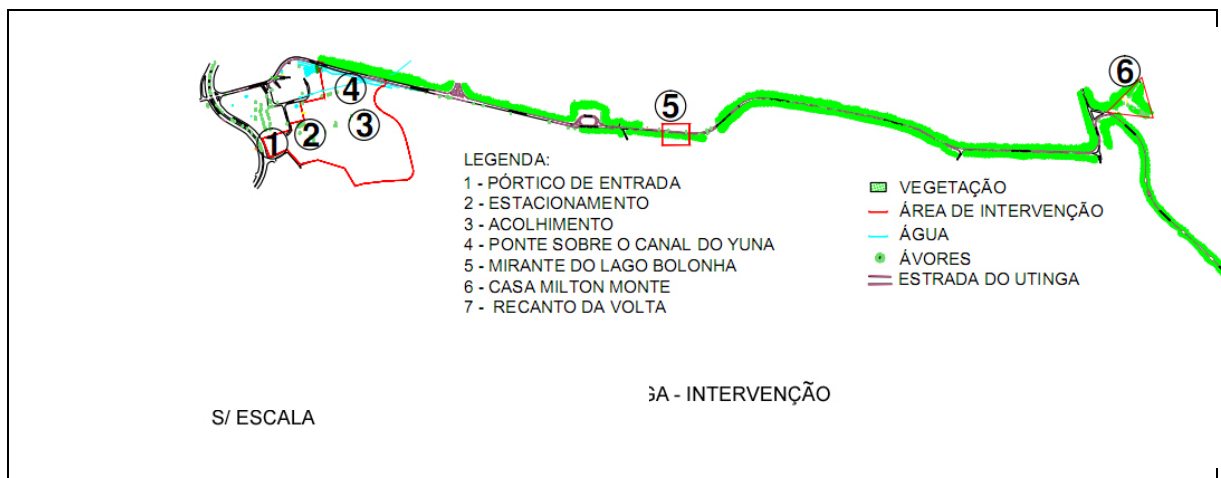 6
4
5
3
2
1
LEGENDA:
1 - PÓRTICO DE ENTRADA
2 - ESTACIONAMENTO
3 - ACOLHIMENTO
4 - PONTE SOBRE O CANAL DO YUNA
5 - MIRANTE DO LAGO BOLONHA
6 - CASA MILTON MONTE
7 - RECANTO DA VOLTA
VEGETAÇÃO
ÁREA DE INTERVENÇÃO
ÁGUA
ÁVORES
ESTRADA DO UTINGA
GA - INTERVENÇÃO
S/ ESCALA